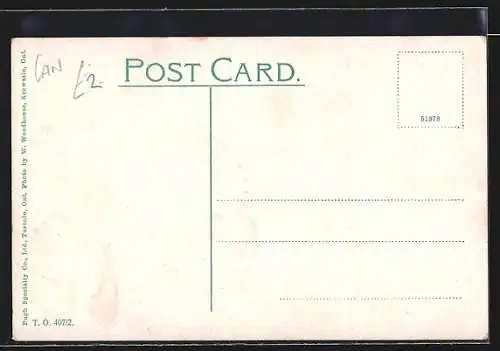 CAN £2-
POST CARD.
51978
Pugh Specialty Co., Ltd., Toronto, Ont. Photo by W. Woodhouse, Keewatin, Ont.
T. O. 407/2.